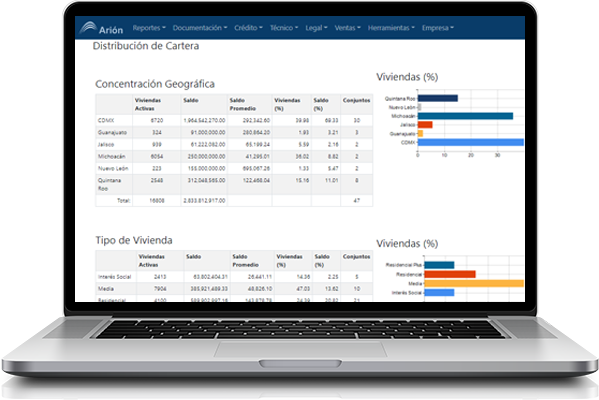 Arión Reportes Documentación Crédito Técnico Legal Ventas Herramientas Empresa
Distribución de Cartera
Concentración Geográfica
Viviendas Activas Saldo Saldo Promedio Viviendas (%) Saldo (%) Conjuntos
CDMX 6720 1,964,542,270.00 292,342.60 39.98 69.33 30
Guanajuato 324 91,000,000.00 280,864.20 1.93 3.21 3
Jalisco 939 61,222,082.00 65,199.24 5.59 2.16 2
Michoacán 6054 250,000,000.00 41,295.01 36.02 8.82 2
Nuevo León 223 155,000,000.00 695,067.26 1.33 5.47 2
Quintana Roo 2548 312,048,565.00 122,468.04 15.16 11.01 8
Total: 16808 2,833,812,917.00 47
Viviendas (%)
Quintana Roo
Nuevo León
Michoacán
Jalisco
Guanajuato
CDMX
0 10 20 30
Tipo de Vivienda
Viviendas Activas Saldo Saldo Promedio Viviendas (%) Saldo (%) Conjuntos
Interés Social 2413 63,802,404.31 26,441.11 14.36 2.25 5
Media 7904 385,921,489.33 48,826.10 47.03 13.62 10
Residencial 4100
Viviendas (%)
Residencial Plus
Residencial
Media
Interés Social